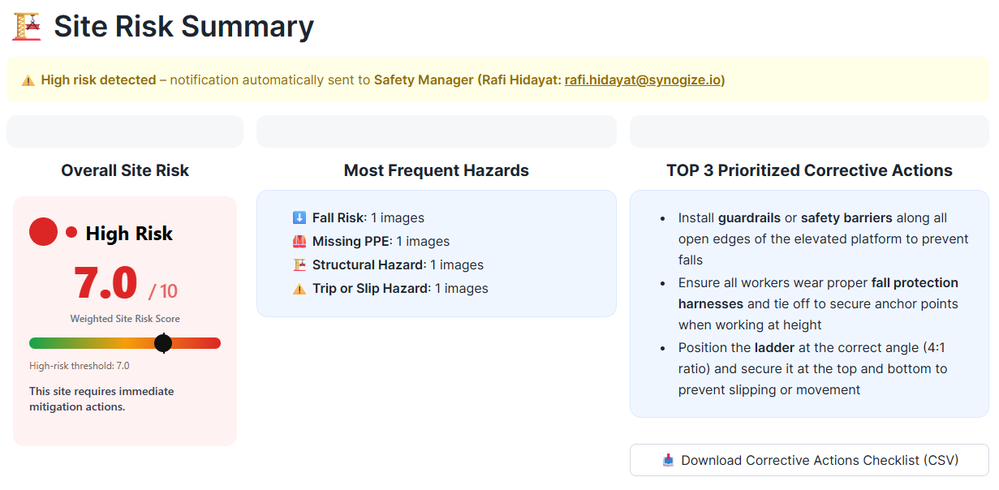 Site Risk Summary
High risk detected – notification automatically sent to Safety Manager (Rafi Hidayat: rafi.hidayat@synogize.io)
Overall Site Risk
High Risk
7.0 / 10
Weighted Site Risk Score
High-risk threshold: 7.0
This site requires immediate
mitigation actions.
Most Frequent Hazards
Fall Risk: 1 images
Missing PPE: 1 images
Structural Hazard: 1 images
Trip or Slip Hazard: 1 images
TOP 3 Prioritized Corrective Actions
• Install guardrails or safety barriers along all
open edges of the elevated platform to prevent
falls
• Ensure all workers wear proper fall protection
harnesses and tie off to secure anchor points
when working at height
• Position the ladder at the correct angle (4:1
ratio) and secure it at the top and bottom to
prevent slipping or movement
Download Corrective Actions Checklist (CSV)